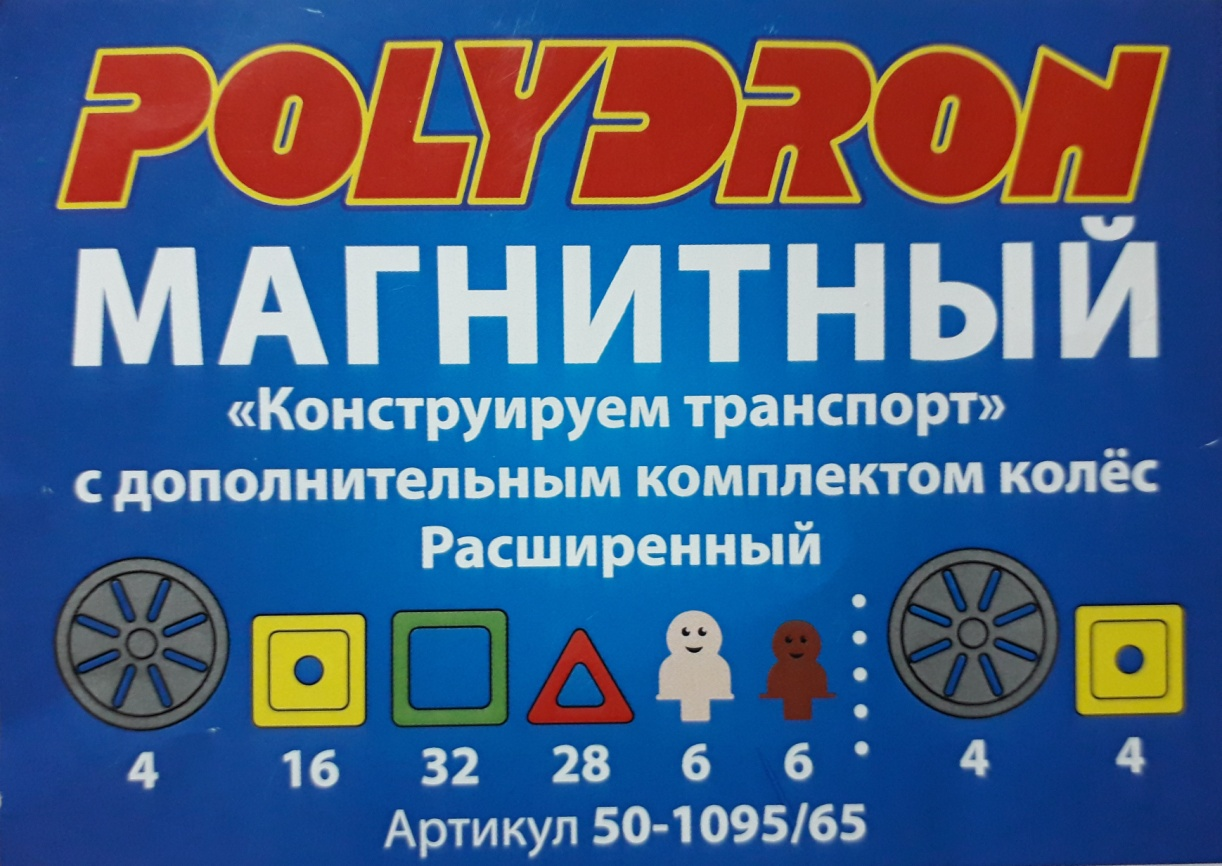 POLYDRON
МАГНИТНЫЙ
«Конструируем транспорт»
с дополнительным комплектом колёс
Расширенный
4 16 32 28 6 6 4 4
Артикул 50-1095/65